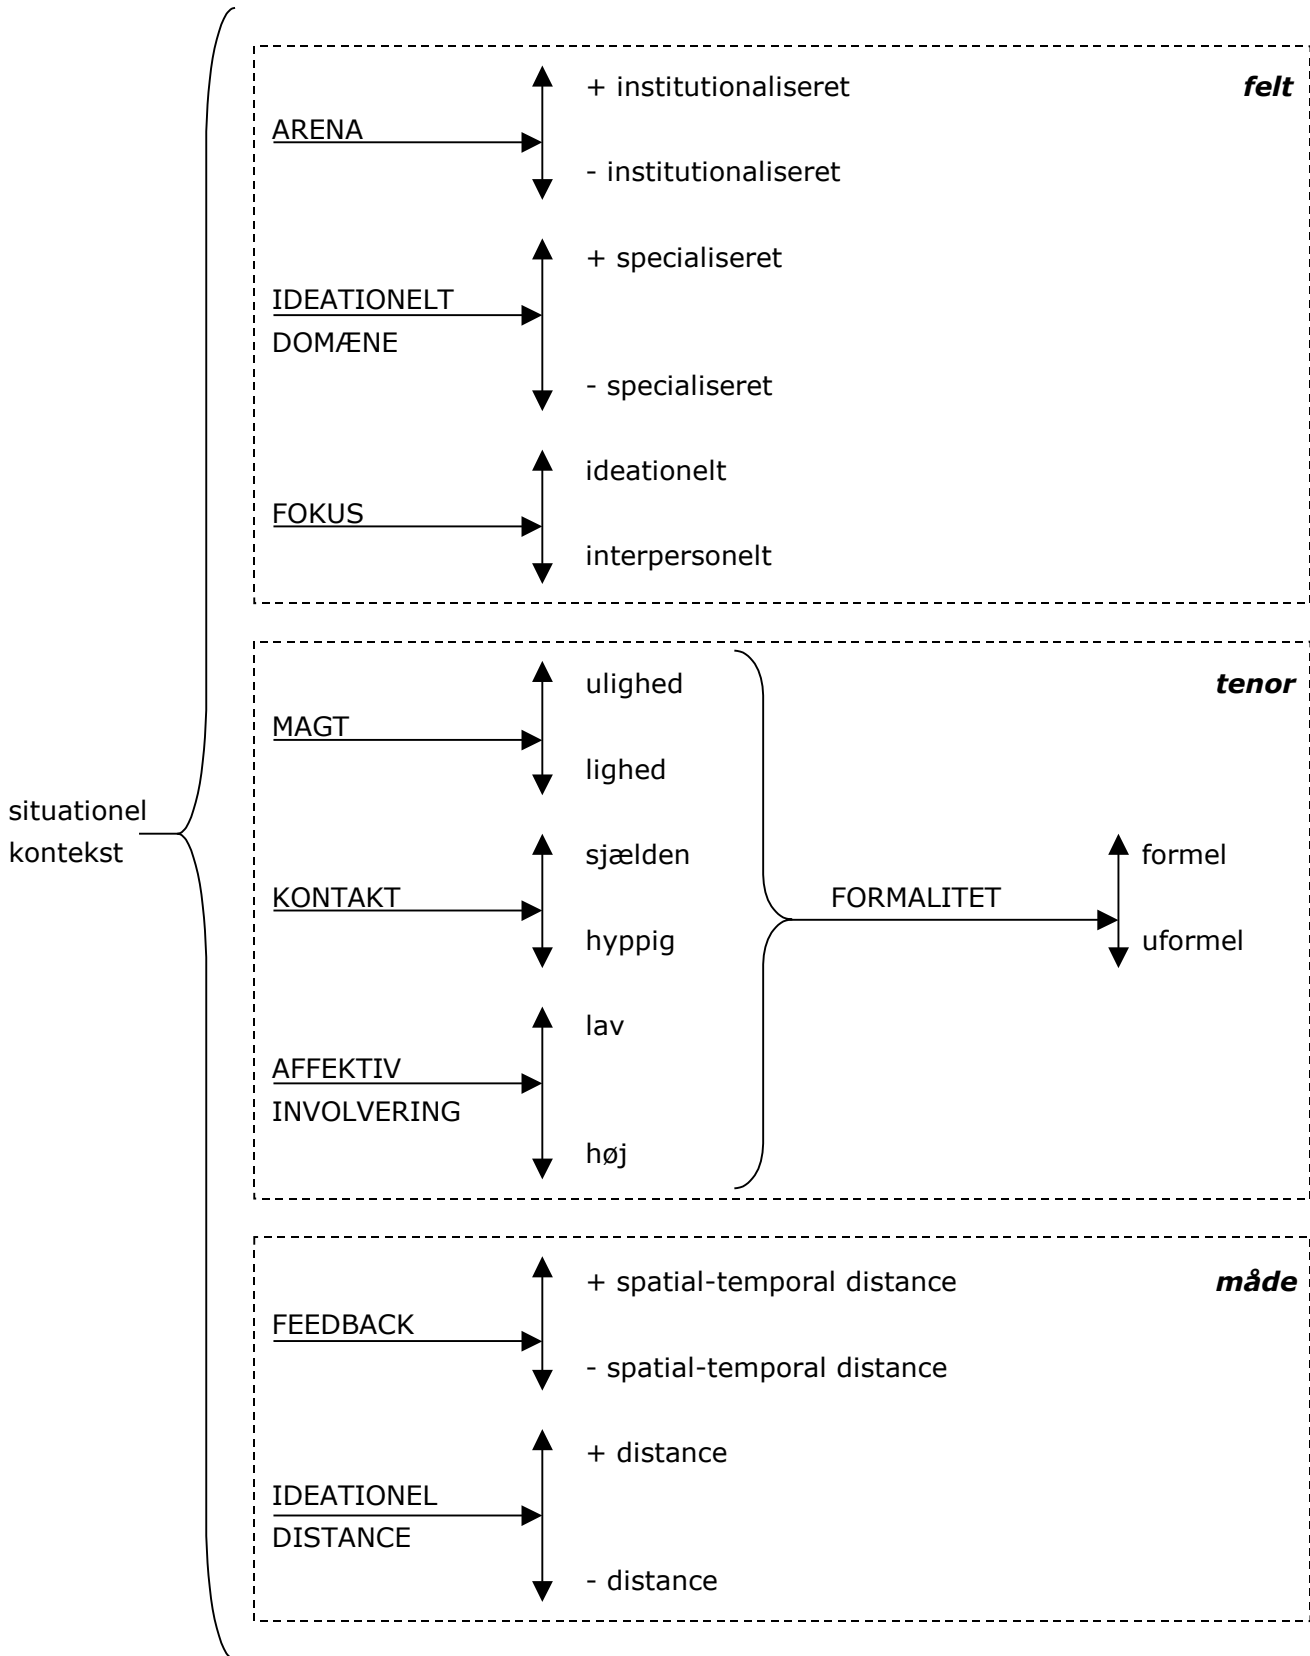 + institutionaliseret
felt
ARENA
- institutionaliseret
+ specialiseret
IDEATIONELT
DOMÆNE
- specialiseret
ideationelt
FOKUS
interpersonelt
ulighed
tenor
MAGT
lighed
situationel
kontekst
sjælden
KONTAKT
hyppig
FORMALITET
formel
uformel
lav
AFFEKTIV
INVOLVERING
høj
+ spatial-temporal distance
måde
FEEDBACK
- spatial-temporal distance
+ distance
IDEATIONEL
DISTANCE
- distance